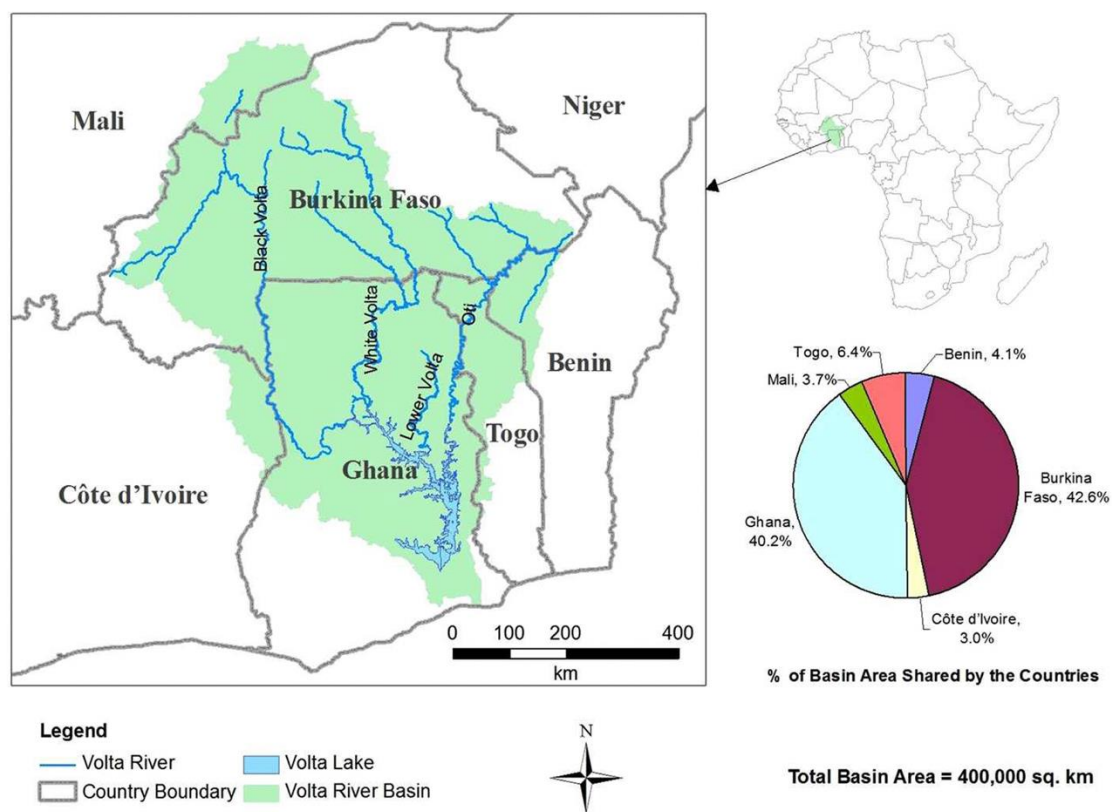 Mali
Niger
Burkina Faso
Black Volta
White Volta
Oti
Lower Volta
Benin
Togo
Ghana
Côte d’Ivoire
0 100 200 400
km
Togo, 6.4%
Benin, 4.1%
Mali, 3.7%
Burkina
Faso, 42.6%
Ghana,
40.2%
Côte d’Ivoire,
3.0%
% of Basin Area Shared by the Countries
Legend
Volta River
Volta Lake
Country Boundary
Volta River Basin
N
Total Basin Area = 400,000 sq. km